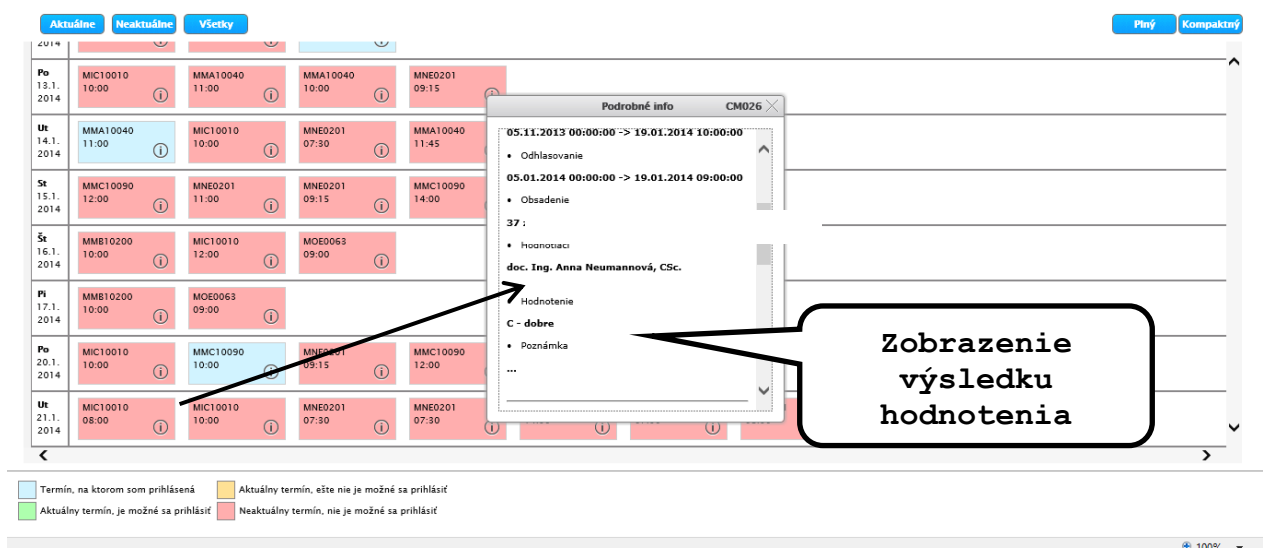 Aktuálne Neaktuálne Všetky Plný Kompaktný
2014
Po
13.1.
2014
MIC10010
10:00
MMA10040
11:00
MMA10040
10:00
MNE0201
09:15
Ut
14.1.
2014
MMA10040
11:00
MIC10010
10:00
MNE0201
07:30
MMA10040
11:45
St
15.1.
2014
MMC10090
12:00
MNE0201
11:00
MNE0201
09:15
MMC10090
14:00
Št
16.1.
2014
MMB10200
10:00
MIC10010
12:00
MOE0063
09:00
Pi
17.1.
2014
MMB10200
10:00
MOE0063
09:00
Po
20.1.
2014
MIC10010
10:00
MMC10090
10:00
MNE0201
09:15
MMC10090
12:00
Ut
21.1.
2014
MIC10010
08:00
MIC10010
10:00
MNE0201
07:30
MNE0201
07:30
Podrobné info CM026
05.11.2013 00:00:00 -> 19.01.2014 10:00:00
• Odhlasovanie
05.01.2014 00:00:00 -> 19.01.2014 09:00:00
• Obsadenie
37 :
• Hodnotiaci
doc. Ing. Anna Neumannová, CSc.
• Hodnotenie
C - dobre
• Poznámka
...
Zobrazenie
výsledku
hodnotenia
Termín, na ktorom som prihlásená
Aktuálny termín, ešte nie je možné sa prihlásiť
Aktuálny termín, je možné sa prihlásiť
Neaktuálny termín, nie je možné sa prihlásiť
100%